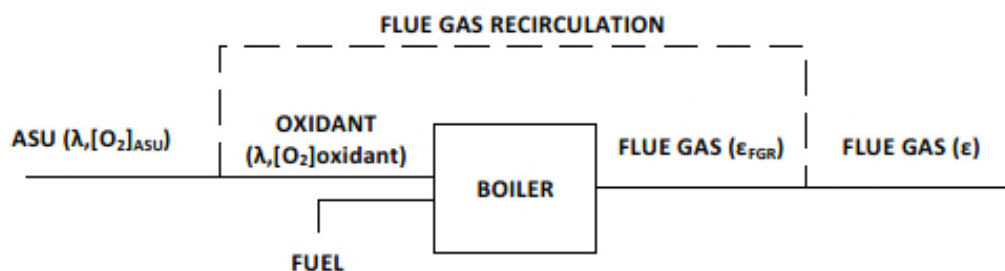 FLUE GAS RECIRCULATION
ASU (λ,[O₂]ASU)
OXIDANT
(λ,[O₂]oxidant)
BOILER
FLUE GAS (εFGR)
FLUE GAS (ε)
FUEL